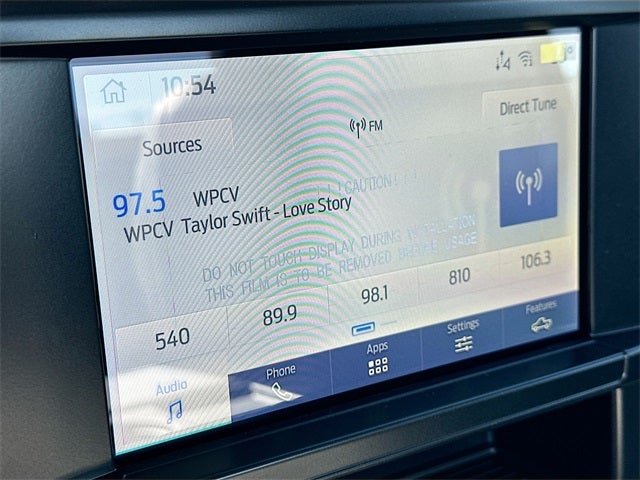 10:54
FM
Direct Tune
Sources
97.5 WPCV
WPCV Taylor Swift - Love Story
! ! CAUTION ! !
DO NOT TOUCH DISPLAY DURING INSTALLATION
THIS FILM IS TO BE REMOVED DURING USAGE
540 89.9 98.1 810 106.3
Audio Phone Apps Settings Features